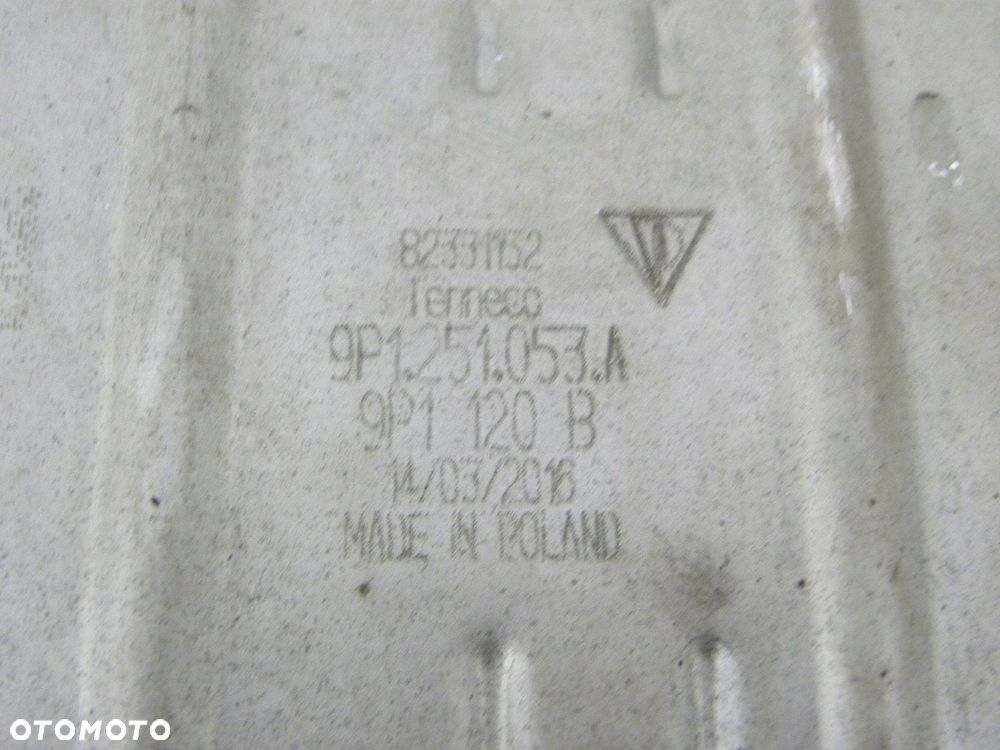 82331152
Tenneco
9P1.251.053.A
9P1 120 B
14/03/2016
MADE IN POLAND
OTOMOTO